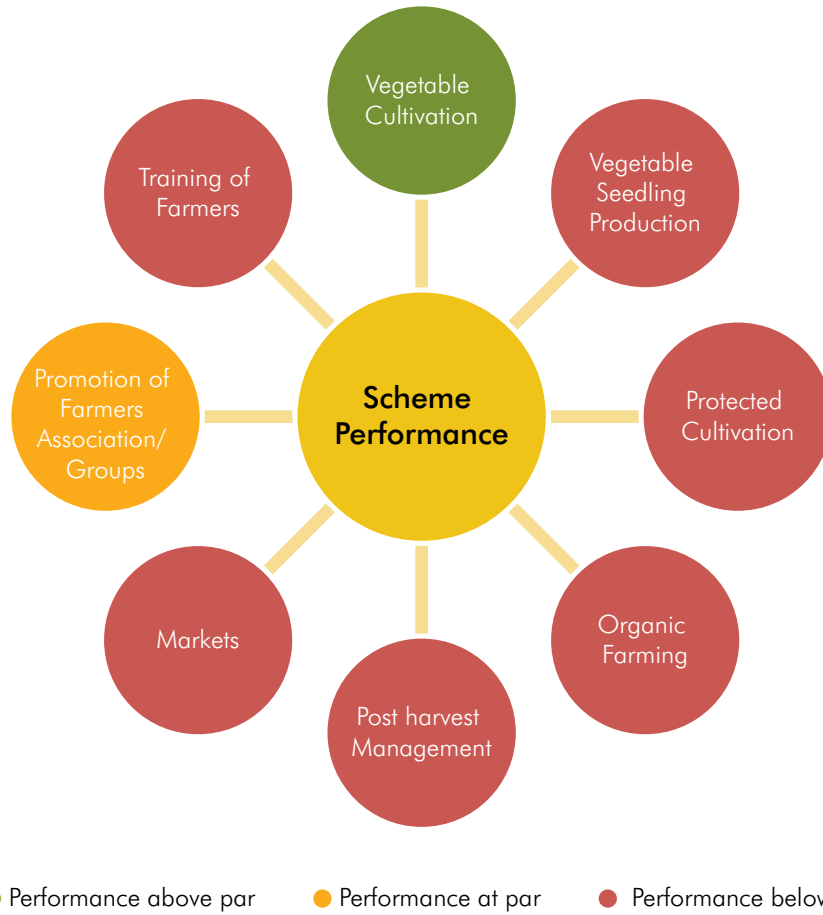 Vegetable
Cultivation
Vegetable
Seedling
Production
Protected
Cultivation
Organic
Farming
Post harvest
Management
Markets
Promotion of
Farmers
Association/
Groups
Training of
Farmers
Scheme
Performance
Performance above par
Performance at par
Performance below